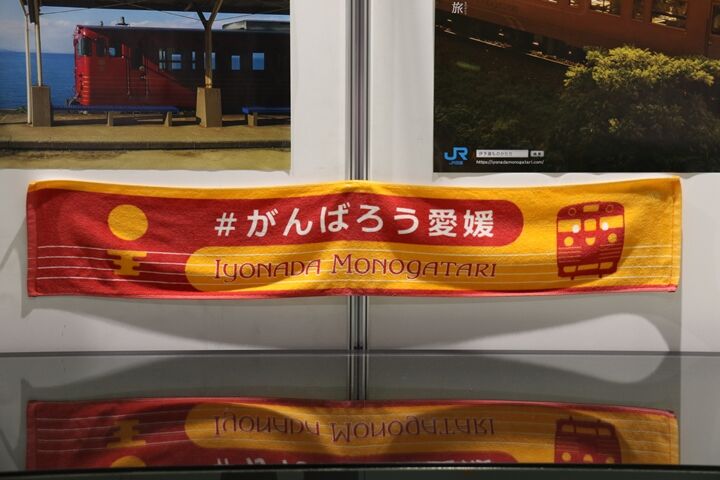 旅
JR
https://iyonadamonogatari.com/
#がんばろう愛媛
IYONADA MONOGATARI